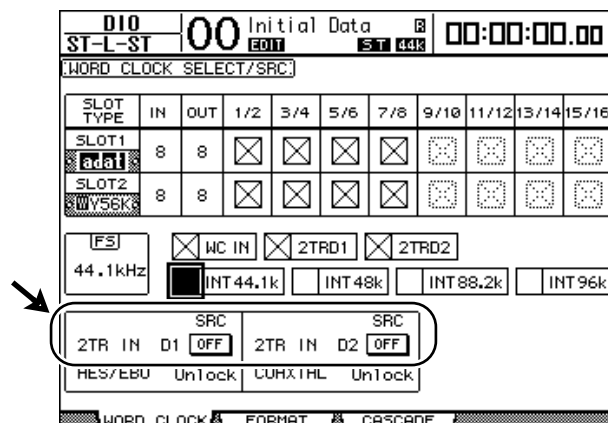 DIO
ST-L-ST
00 Initial Data
EDIT ST 44K
00:00:00.00
WORD CLOCK SELECT/SRC
SLOT TYPE IN OUT 1/2 3/4 5/6 7/8 9/10 11/12 13/14 15/16
SLOT1
adat 8 8
SLOT2
Y56K 8 8
FS
44.1kHz
WC IN 2TRD1 2TRD2
INT44.1k INT48k INT88.2k INT96k
SRC SRC
2TR IN D1 OFF 2TR IN D2 OFF
AES/EBU Unlock COAXIAL Unlock
WORD CLOCK FORMAT CASCADE